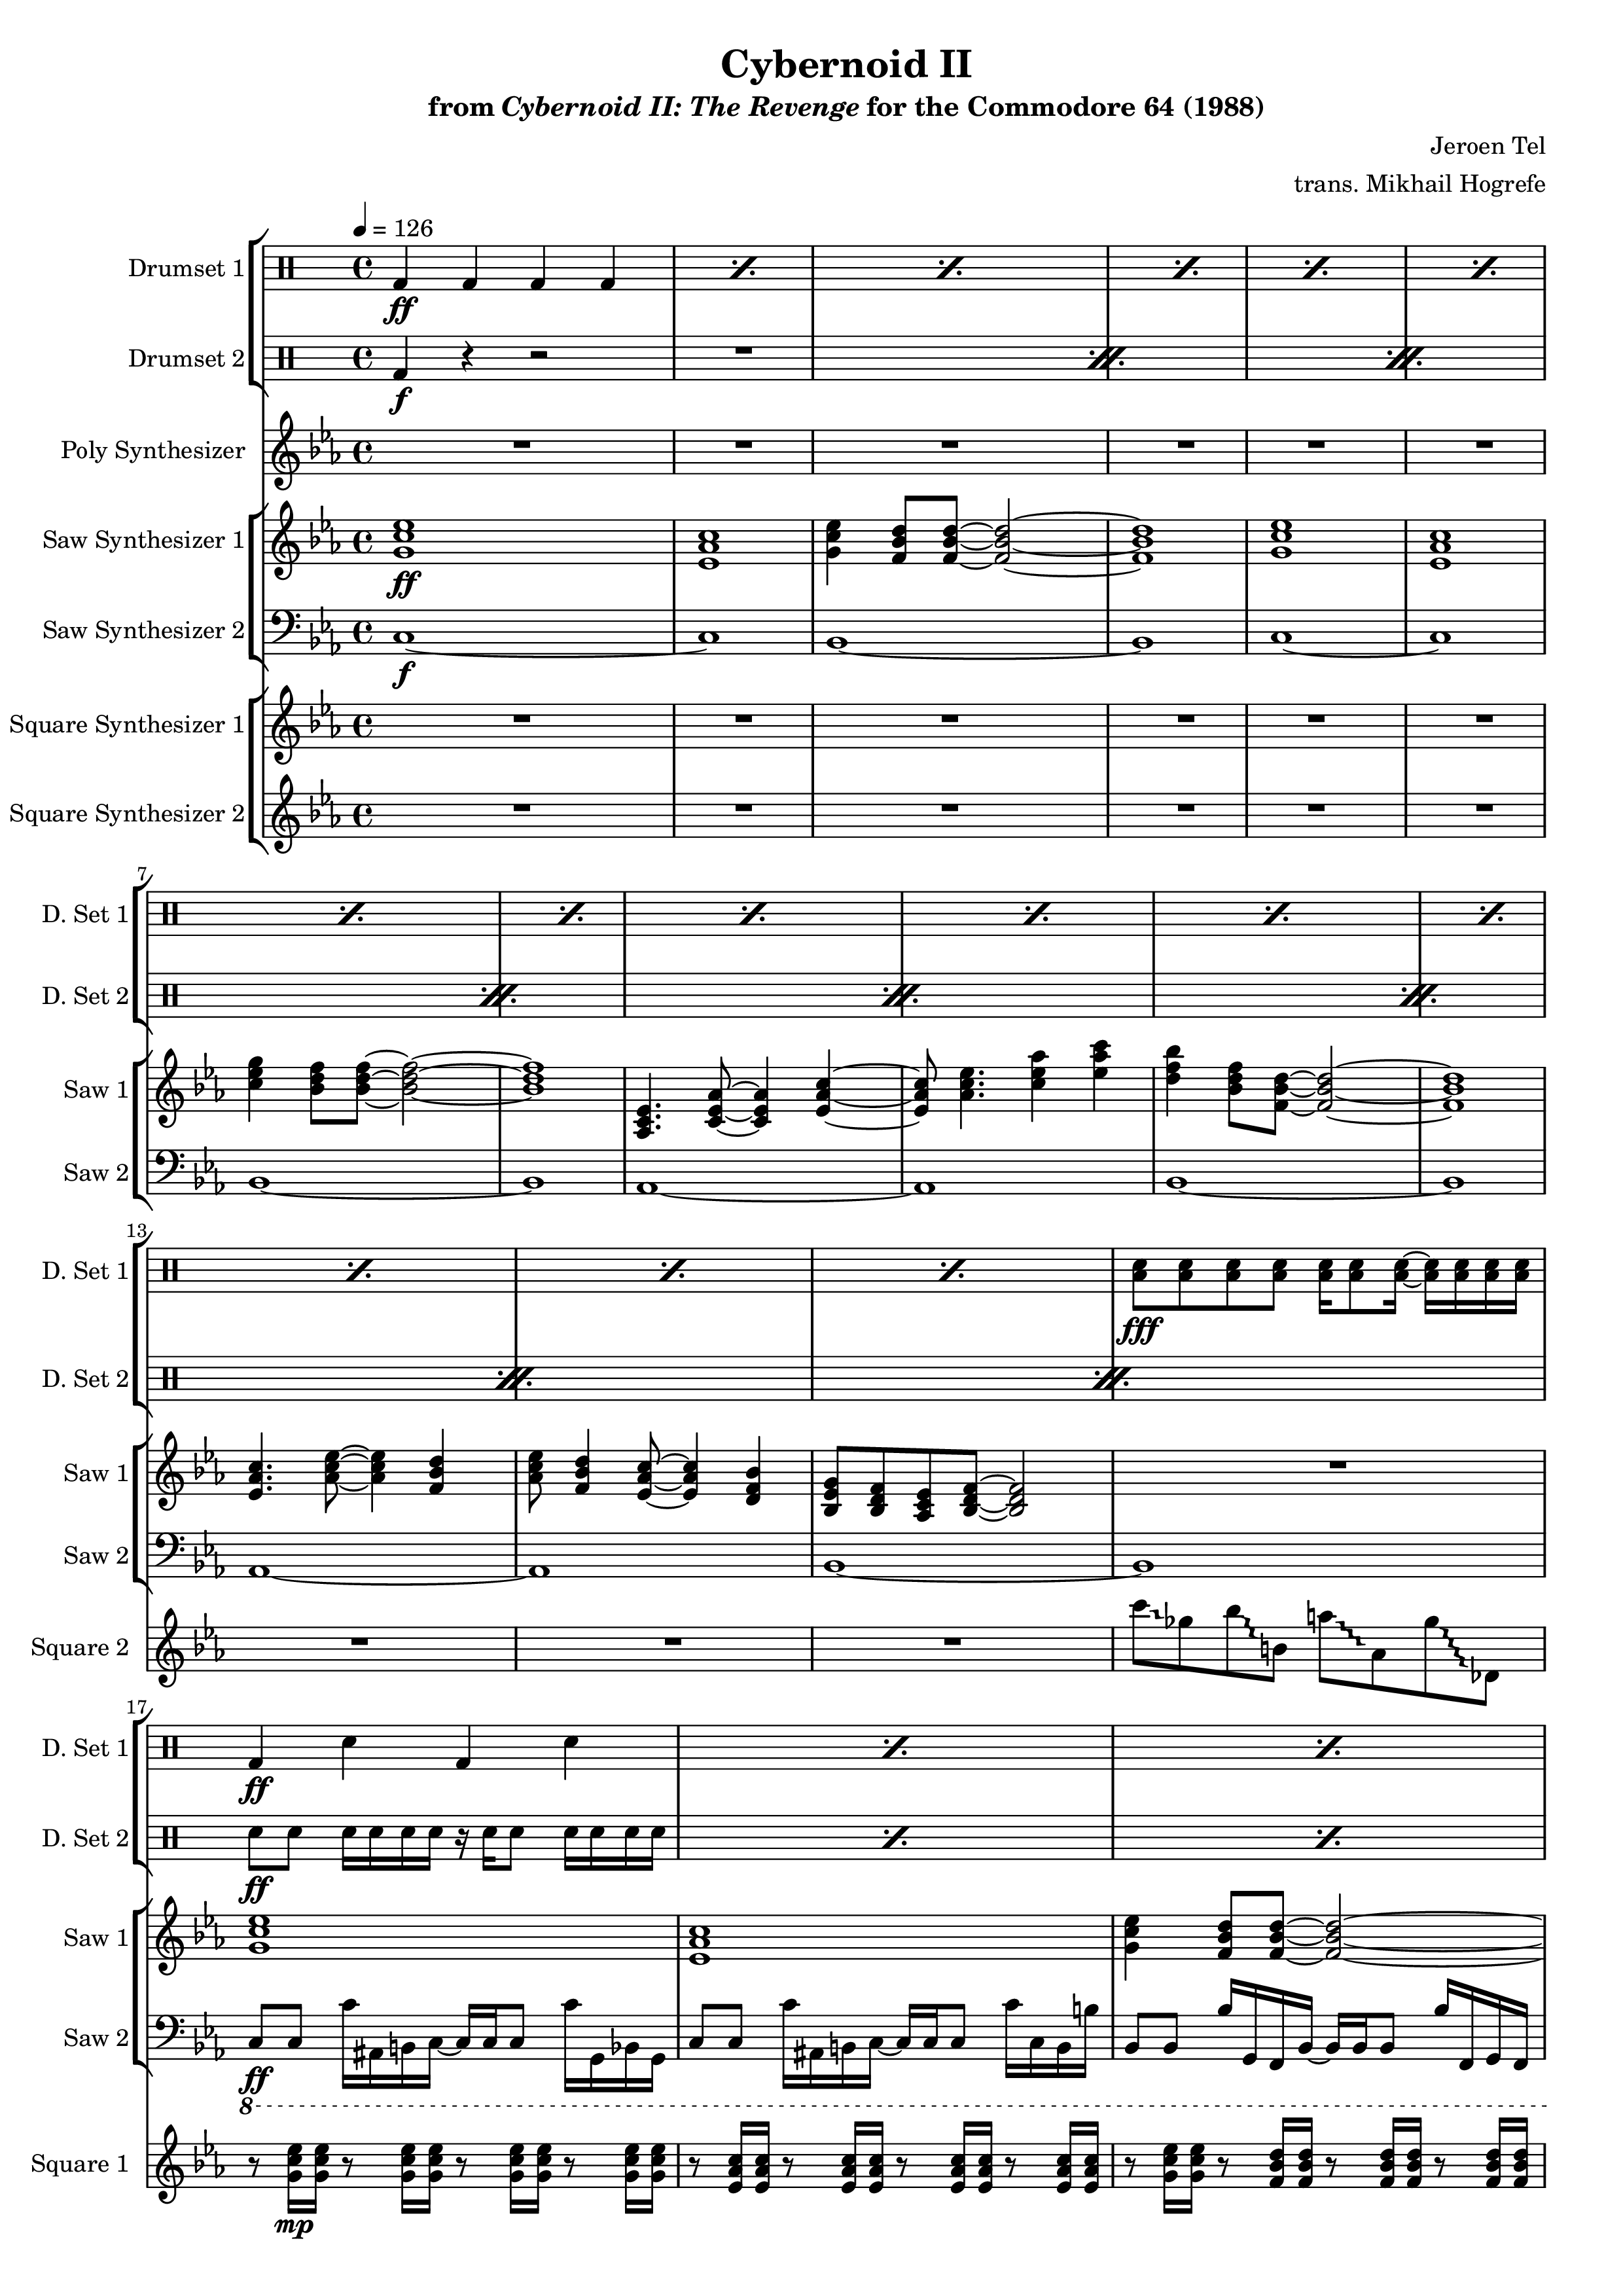 Cybernoid II
from Cybernoid II: The Revenge for the Commodore 64 (1988)
Jeroen Tel
trans. Mikhail Hogrefe
= 126
Drumset 1
ff
Drumset 2
f
Poly Synthesizer
Saw Synthesizer 1
ff
Saw Synthesizer 2
f
Square Synthesizer 1
Square Synthesizer 2
7
D. Set 1
D. Set 2
Saw 1
Saw 2
13
D. Set 1
fff
D. Set 2
Saw 1
Saw 2
Square 2
17
D. Set 1
ff
D. Set 2
ff
Saw 1
Saw 2
ff
8
Square 1
mp